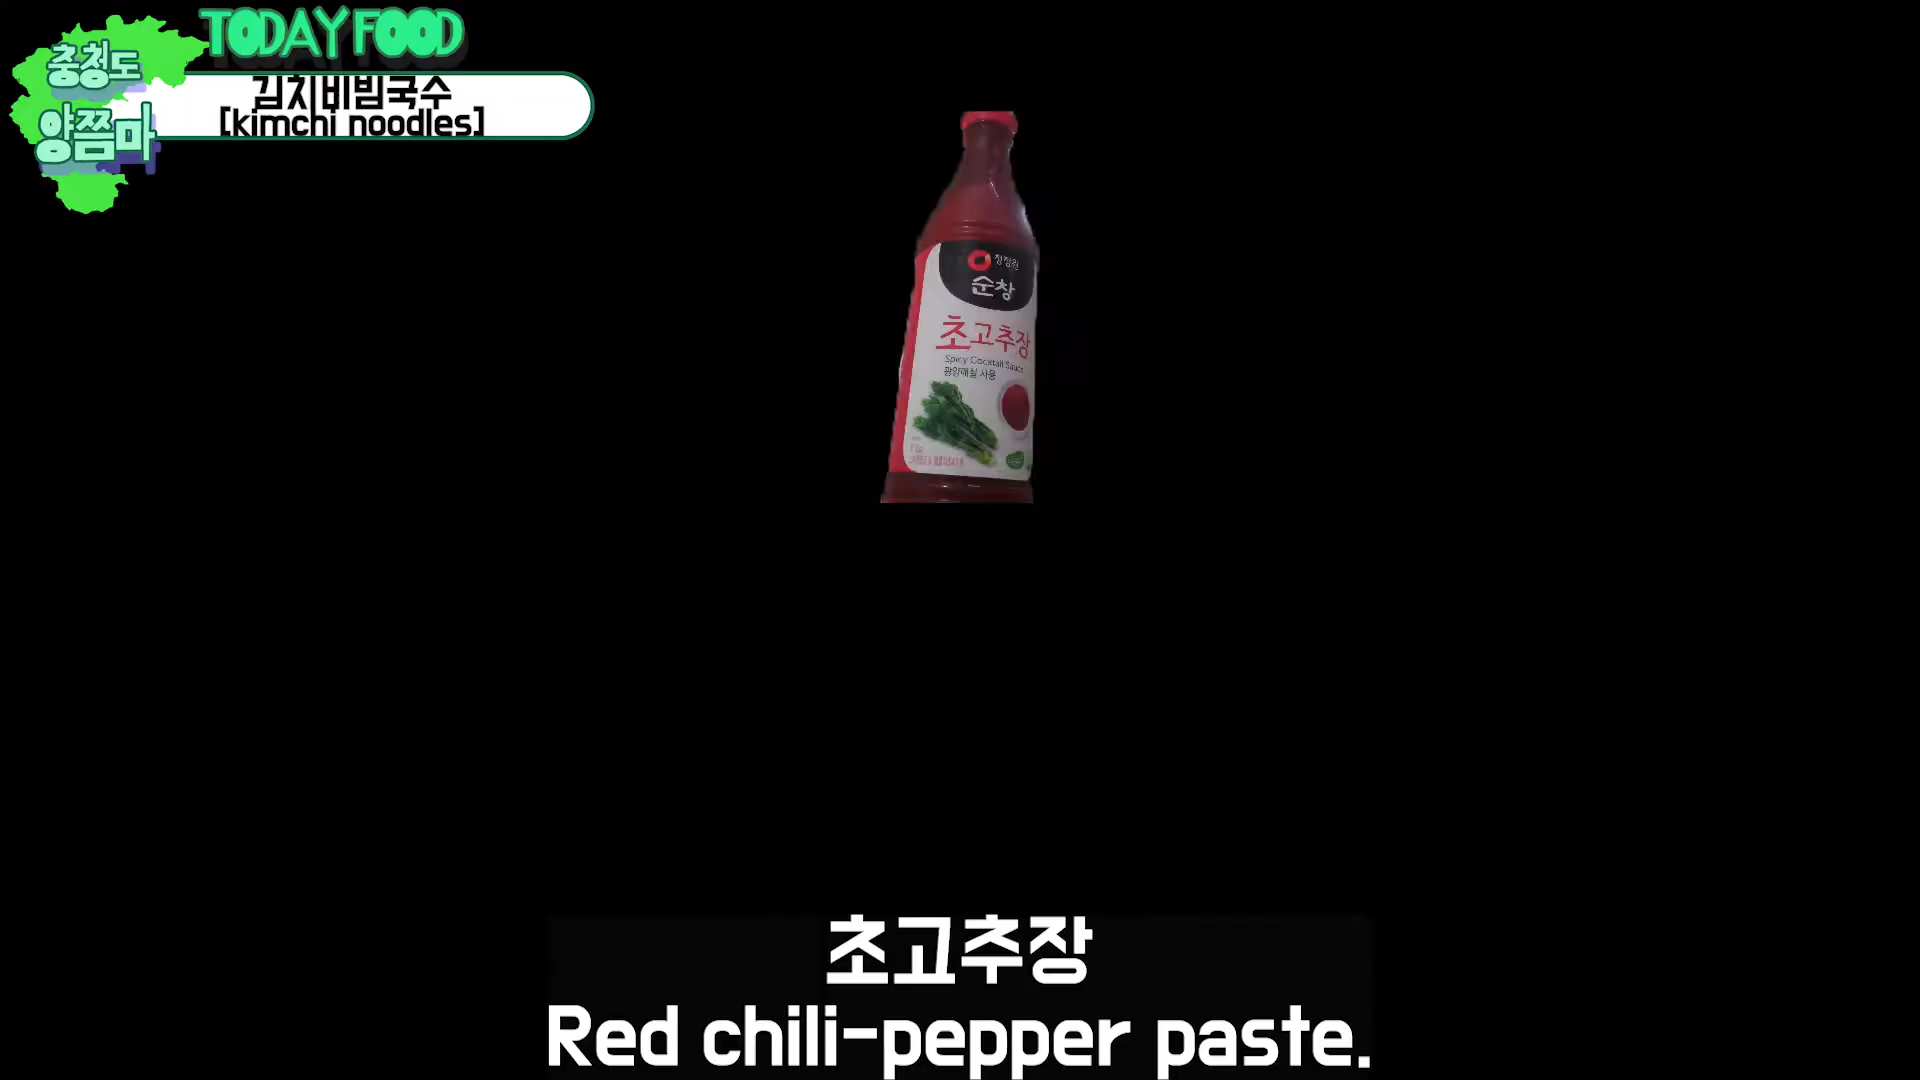 충청도
양쯤마
TODAY FOOD
김치비빔국수
[kimchi noodles]
청정원
순창
초고추장
Spicy Cocktail Sauce
광양매실 사용
초고추장
Red chili-pepper paste.